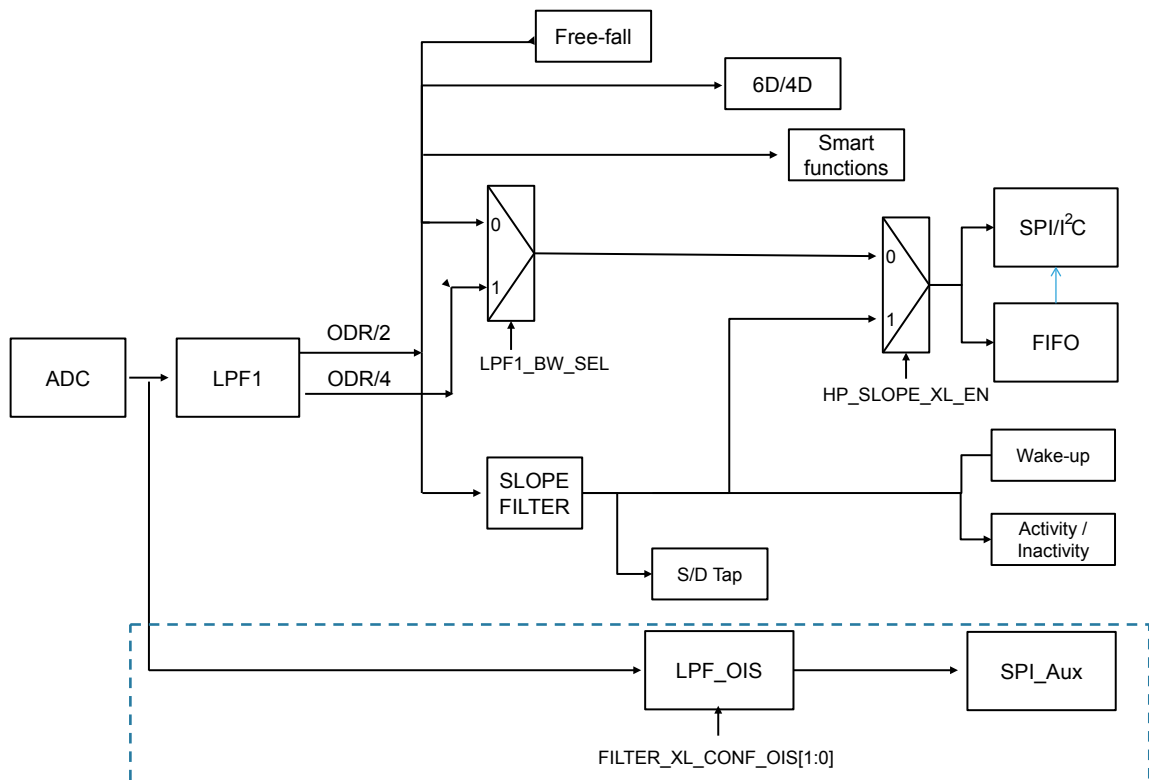 Free-fall
6D/4D
Smart
functions
0
1
LPF1_BW_SEL
0
1
HP_SLOPE_XL_EN
SPI/I²C
FIFO
ADC
LPF1
ODR/2
ODR/4
SLOPE
FILTER
Wake-up
Activity /
Inactivity
S/D Tap
LPF_OIS
SPI_Aux
FILTER_XL_CONF_OIS[1:0]